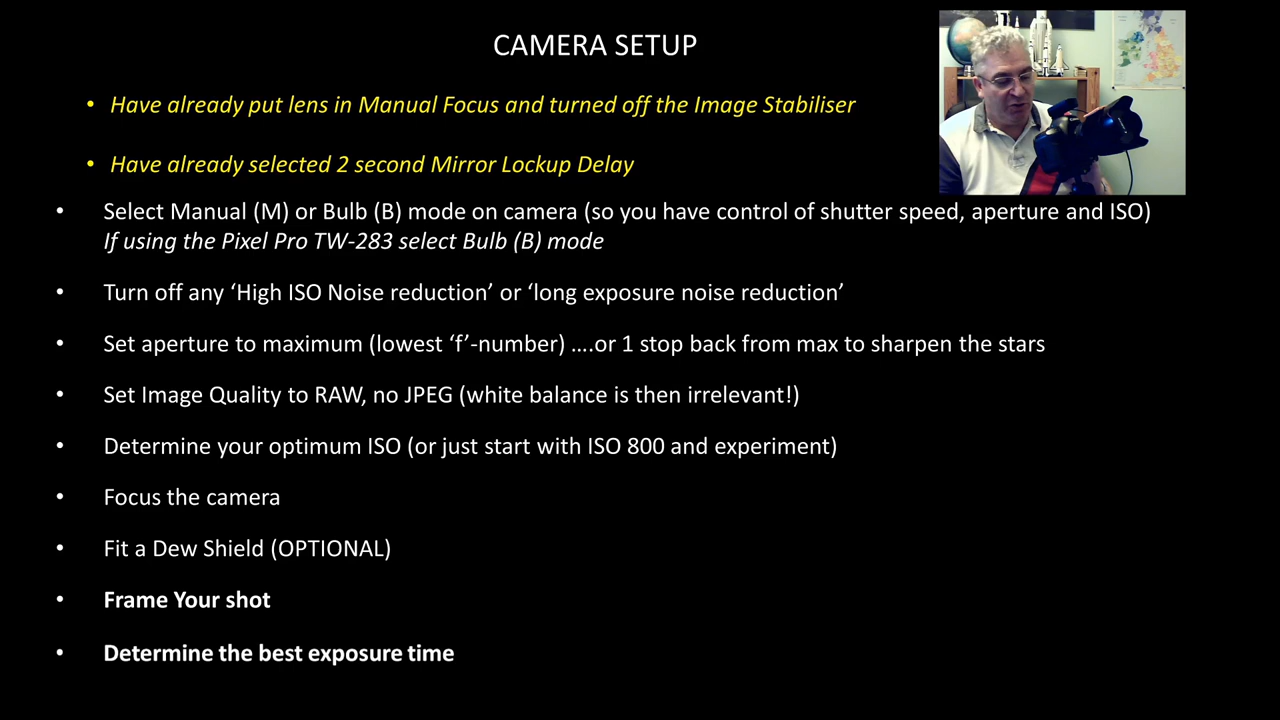 CAMERA SETUP
• Have already put lens in Manual Focus and turned off the Image Stabiliser
• Have already selected 2 second Mirror Lockup Delay
• Select Manual (M) or Bulb (B) mode on camera (so you have control of shutter speed, aperture and ISO)
If using the Pixel Pro TW-283 select Bulb (B) mode
• Turn off any ‘High ISO Noise reduction’ or ‘long exposure noise reduction’
• Set aperture to maximum (lowest ‘f’-number) ….or 1 stop back from max to sharpen the stars
• Set Image Quality to RAW, no JPEG (white balance is then irrelevant!)
• Determine your optimum ISO (or just start with ISO 800 and experiment)
• Focus the camera
• Fit a Dew Shield (OPTIONAL)
• Frame Your shot
• Determine the best exposure time